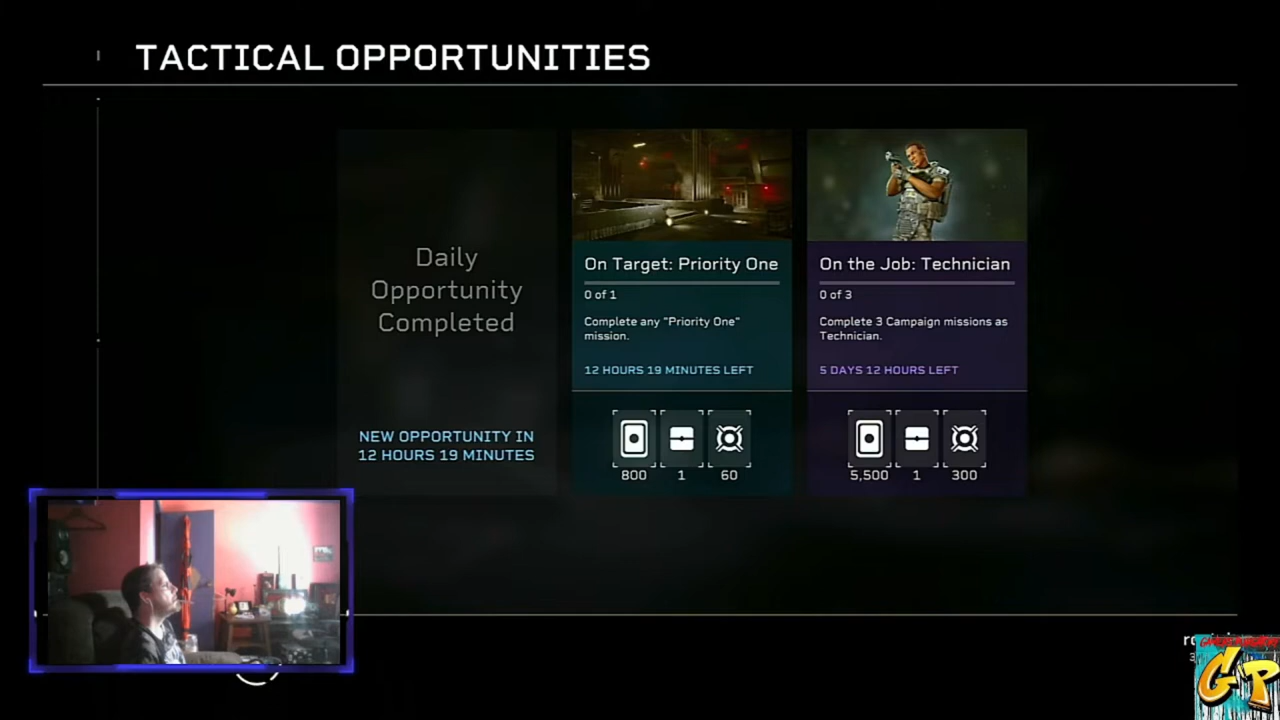 TACTICAL OPPORTUNITIES
Daily
Opportunity
Completed
NEW OPPORTUNITY IN
12 HOURS 19 MINUTES
On Target: Priority One
0 of 1
Complete any "Priority One"
mission.
12 HOURS 19 MINUTES LEFT
800 1 60
On the Job: Technician
0 of 3
Complete 3 Campaign missions as
Technician.
5 DAYS 12 HOURS LEFT
5,500 1 300
GP